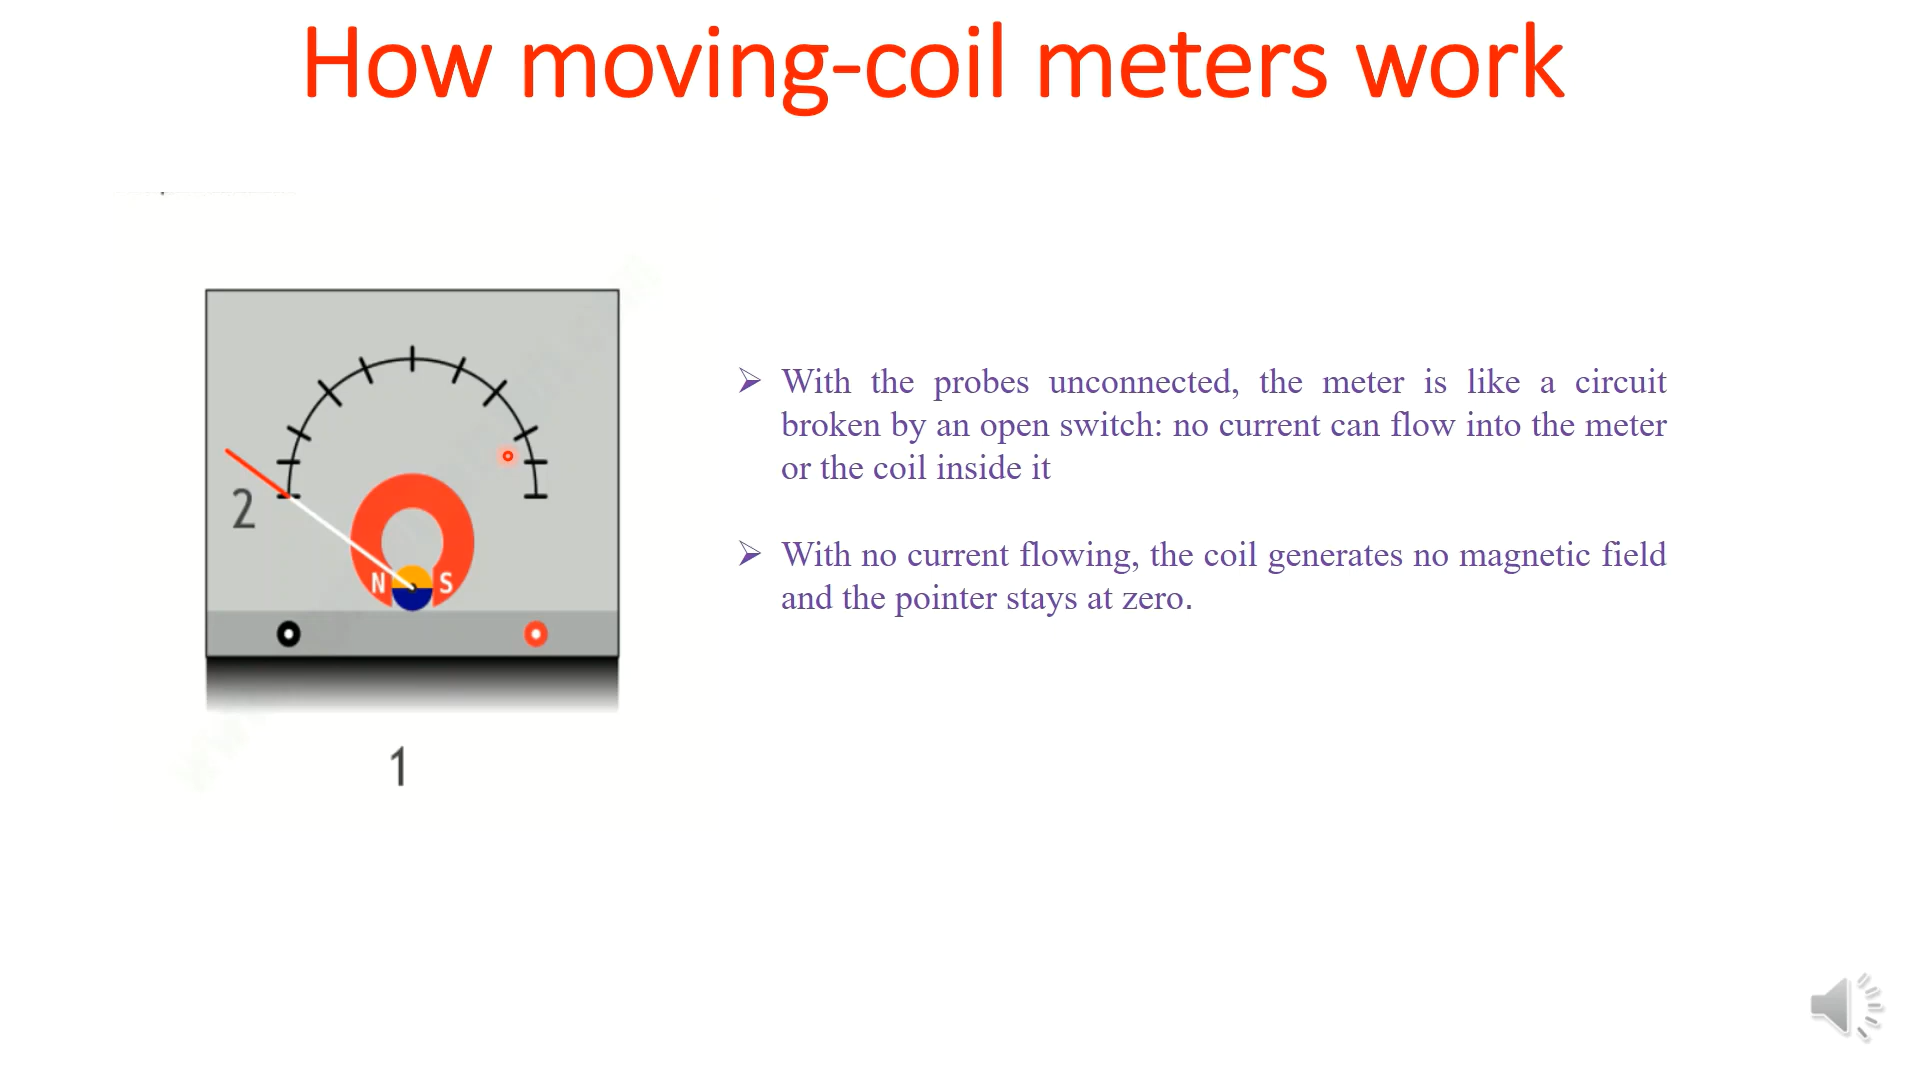 How moving-coil meters work
➢ With the probes unconnected, the meter is like a circuit
broken by an open switch: no current can flow into the meter
or the coil inside it
➢ With no current flowing, the coil generates no magnetic field
and the pointer stays at zero.
2
N S
1